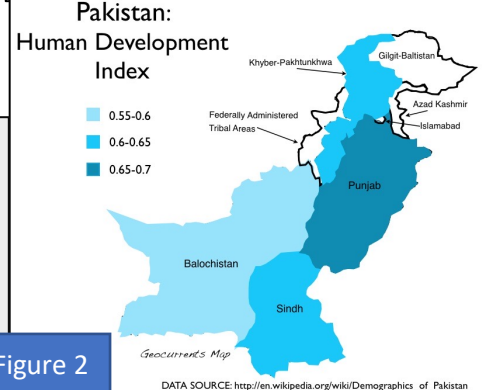 Pakistan:
Human Development
Index
0.55-0.6
0.6-0.65
0.65-0.7
Khyber-Pakhtunkhwa
Gilgit-Baltistan
Federally Administered
Tribal Areas
Azad Kashmir
Islamabad
Punjab
Balochistan
Sindh
Geocurrents Map
Figure 2
DATA SOURCE: http://en.wikipedia.org/wiki/Demographics_of_Pakistan